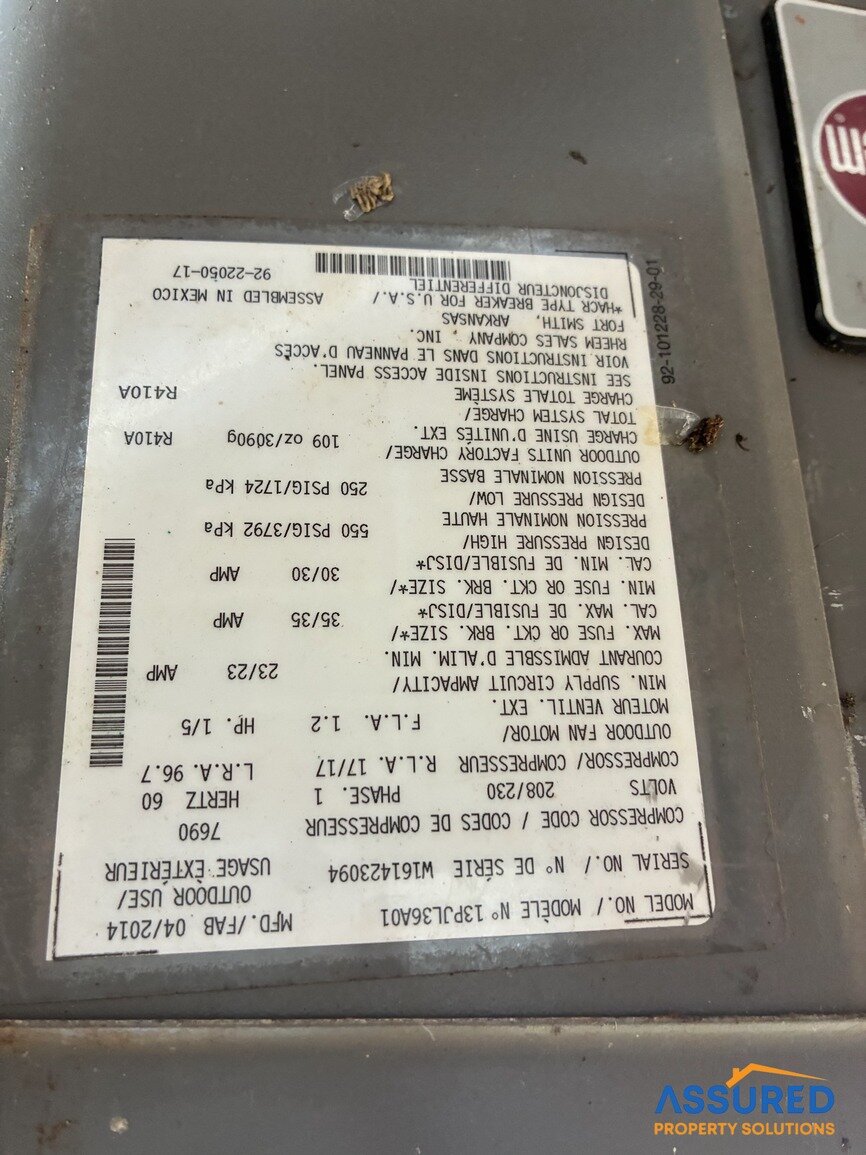 MODEL NO./ MODÈLE N° 13PJL36A01 MFD./FAB 04/2014
SERIAL NO./ N° DE SÉRIE W161423094 OUTDOOR USE/
USAGE EXTÉRIEUR
COMPRESSOR CODE / CODES DE COMPRESSEUR 7690
VOLTS 208/230 PHASE. 1 HERTZ 60
COMPRESSOR/ COMPRESSEUR R.L.A. 17/17 L.R.A. 96.7
OUTDOOR FAN MOTOR/
MOTEUR VENTIL. EXT. F.L.A. 1.2 HP. 1/5
MIN. SUPPLY CIRCUIT AMPACITY/
COURANT ADMISSBLE D'ALIM. MIN. 23/23 AMP
MAX. FUSE OR CKT. BRK. SIZE*/
CAL. MAX. DE FUSIBLE/DISJ* 35/35 AMP
MIN. FUSE OR CKT. BRK. SIZE*/
CAL. MIN. DE FUSIBLE/DISJ* 30/30 AMP
DESIGN PRESSURE HIGH/
PRESSION NOMINALE HAUTE 550 PSIG/3792 kPa
DESIGN PRESSURE LOW/
PRESSION NOMINALE BASSE 250 PSIG/1724 kPa
OUTDOOR UNITS FACTORY CHARGE/
CHARGE USINE D'UNITÉS EXT. 109 oz/3090g R410A
TOTAL SYSTEM CHARGE/
CHARGE TOTALE SYSTÈME R410A
SEE INSTRUCTIONS INSIDE ACCESS PANEL.
VOIR INSTRUCTIONS DANS LE PANNEAU D'ACCÈS
RHEEM SALES COMPANY, INC.
FORT SMITH, ARKANSAS
*HACR TYPE BREAKER FOR U.S.A./ ASSEMBLED IN MEXICO
DISJONCTEUR DIFFERENTIEL
92-22050-17
92-101228-29-01
ASSURED
PROPERTY SOLUTIONS